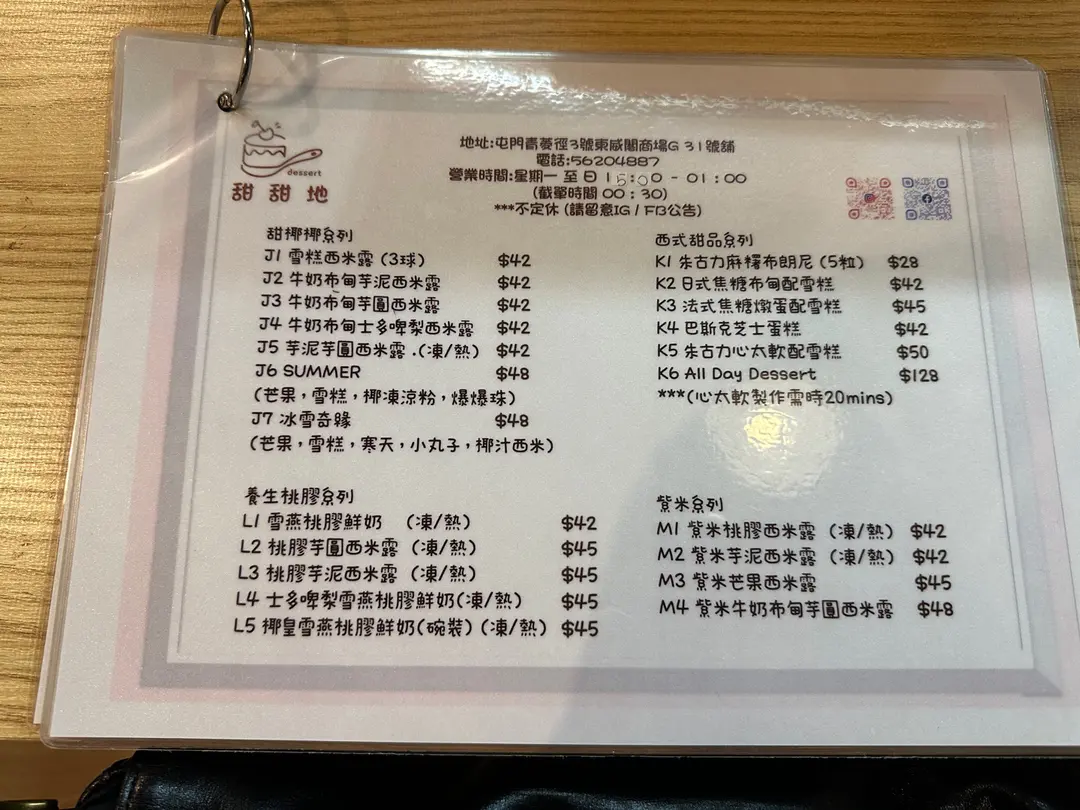 dessert
甜甜地
地址:屯門青菱徑3號東威閣商場G 31號舖
電話:56204887
營業時間:星期一 至 日 15:00 - 01:00
(截單時間 00:30)
***不定休 (請留意IG / FB公告)
甜椰椰系列
J1 雪糕西米露 (3球) $42
J2 牛奶布甸芋泥西米露 $42
J3 牛奶布甸芋圓西米露 $42
J4 牛奶布甸士多啤梨西米露 $42
J5 芋泥芋圓西米露 .(凍/熱) $42
J6 SUMMER $48
(芒果，雪糕，椰凍涼粉，爆爆珠)
J7 冰雪奇緣 $48
(芒果，雪糕，寒天，小丸子，椰汁西米)
西式甜品系列
K1 朱古力麻糬布朗尼 (5粒) $28
K2 日式焦糖布甸配雪糕 $42
K3 法式焦糖燉蛋配雪糕 $45
K4 巴斯克芝士蛋糕 $42
K5 朱古力心太軟配雪糕 $50
K6 All Day Dessert $128
***(心太軟製作需時20mins)
養生桃膠系列
L1 雪燕桃膠鮮奶 (凍/熱) $42
L2 桃膠芋圓西米露 (凍/熱) $45
L3 桃膠芋泥西米露 (凍/熱) $45
L4 士多啤梨雪燕桃膠鮮奶(凍/熱) $45
L5 椰皇雪燕桃膠鮮奶(碗裝) (凍/熱) $45
紫米系列
M1 紫米桃膠西米露 (凍/熱) $42
M2 紫米芋泥西米露 (凍/熱) $42
M3 紫米芒果西米露 $45
M4 紫米牛奶布甸芋圓西米露 $48